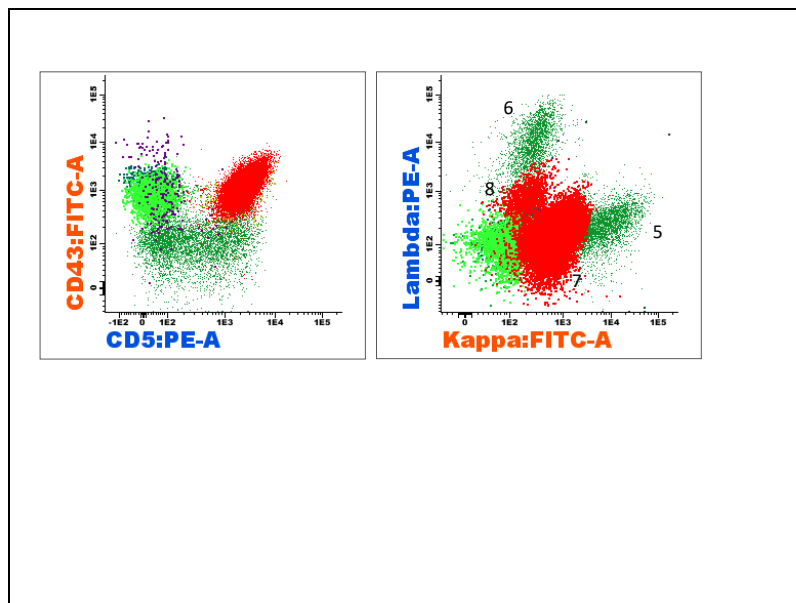 1E5
1E4
1E3
1E2
0
CD43:FITC-A
-1E2 0 1E2 1E3 1E4 1E5
CD5:PE-A
1E5
1E4
1E3
1E2
0
Lambda:PE-A
6
8
5
7
0 1E2 1E3 1E4 1E5
Kappa:FITC-A